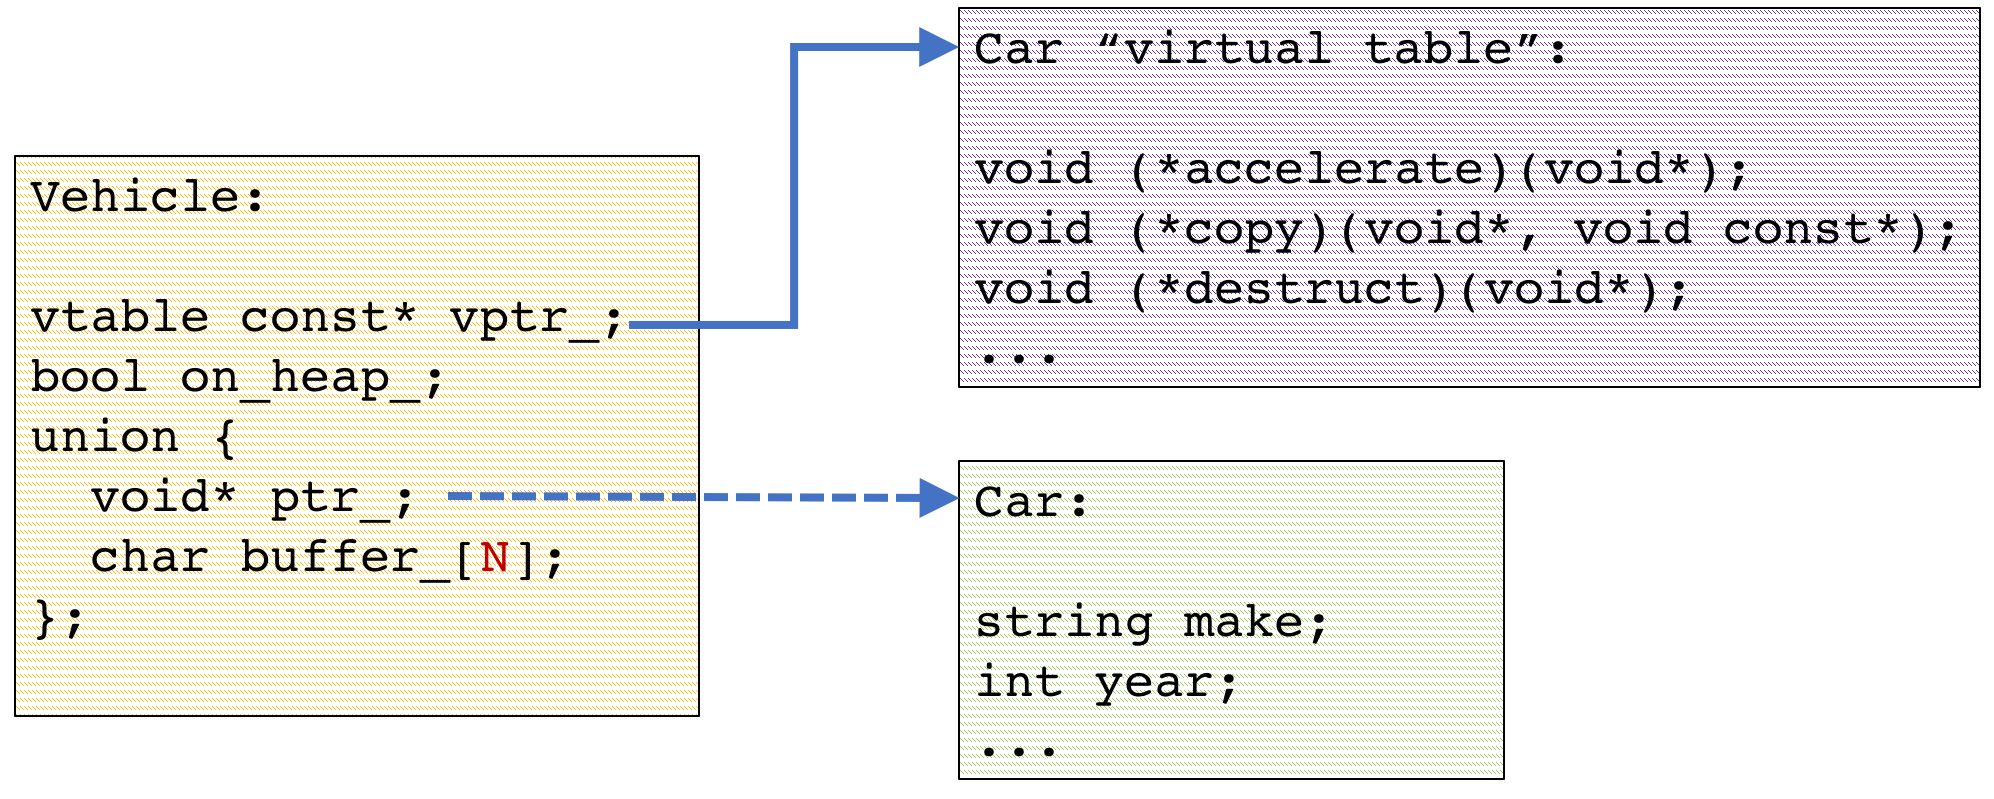 Vehicle:
vtable const* vptr_;
bool on_heap_;
union {
  void* ptr_;
  char buffer_[N];
};
Car “virtual table”:
void (*accelerate)(void*);
void (*copy)(void*, void const*);
void (*destruct)(void*);
...
Car:
string make;
int year;
...